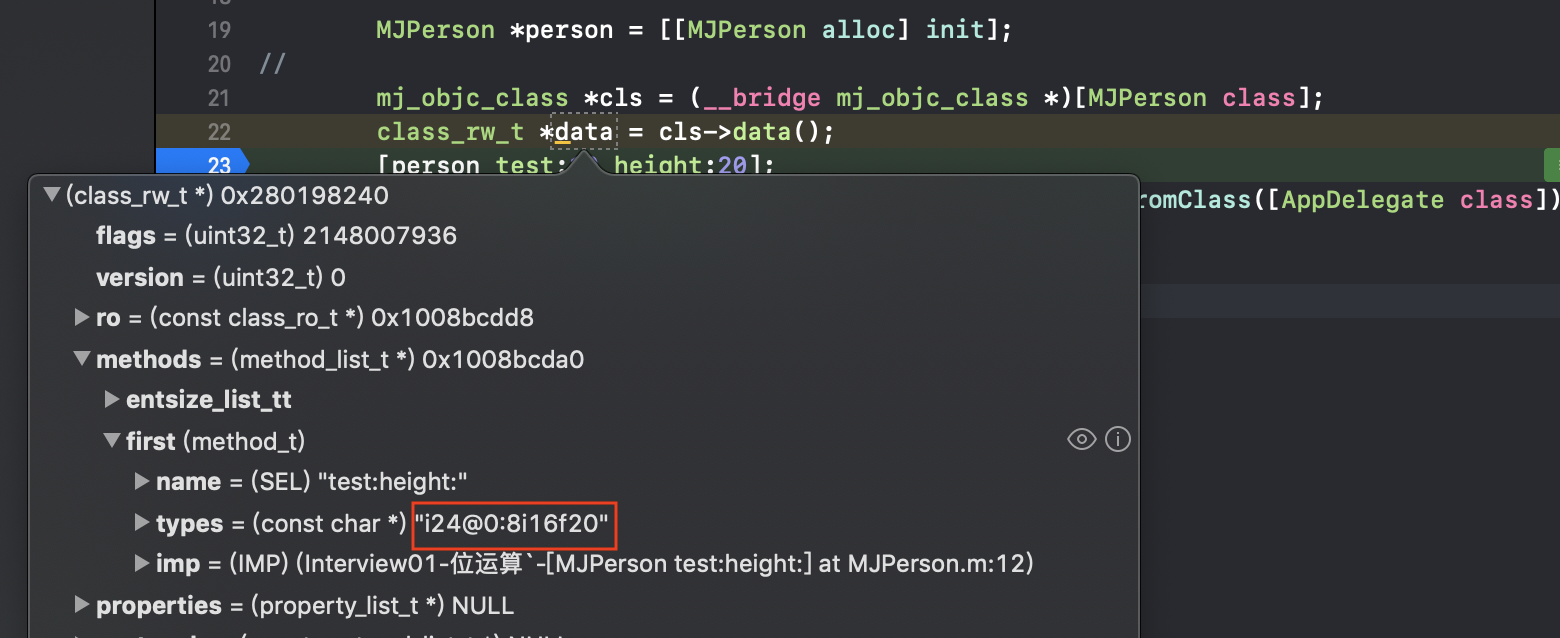 19 MJPerson *person = [[MJPerson alloc] init];
20 //
21 mj_objc_class *cls = (__bridge mj_objc_class *)[MJPerson class];
22 class_rw_t *data = cls->data();
23 [person test: height:20];
romClass([AppDelegate class])
(class_rw_t *) 0x280198240
flags = (uint32_t) 2148007936
version = (uint32_t) 0
ro = (const class_ro_t *) 0x1008bcdd8
methods = (method_list_t *) 0x1008bcda0
entsize_list_tt
first (method_t)
name = (SEL) "test:height:"
types = (const char *) "i24@0:8i16f20"
imp = (IMP) (Interview01-位运算`-[MJPerson test:height:] at MJPerson.m:12)
properties = (property_list_t *) NULL